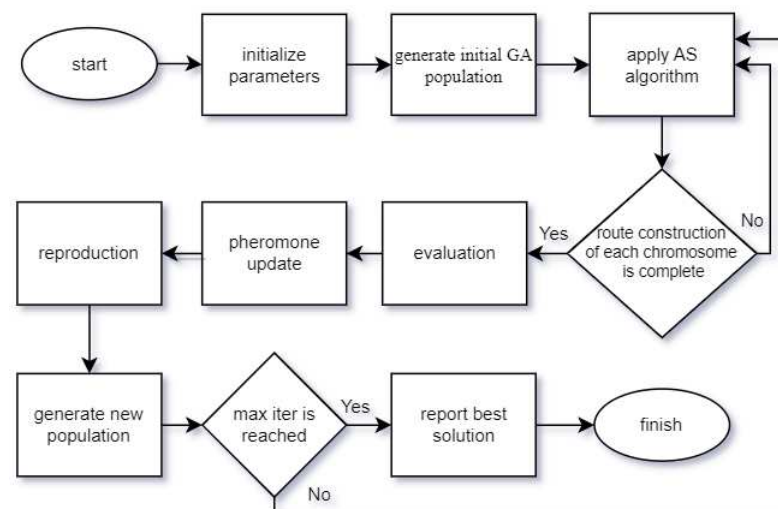 start
initialize
parameters
generate initial GA
population
apply AS
algorithm
route construction
of each chromosome
is complete
No
Yes
evaluation
pheromone
update
reproduction
generate new
population
max iter is
reached
Yes
No
report best
solution
finish